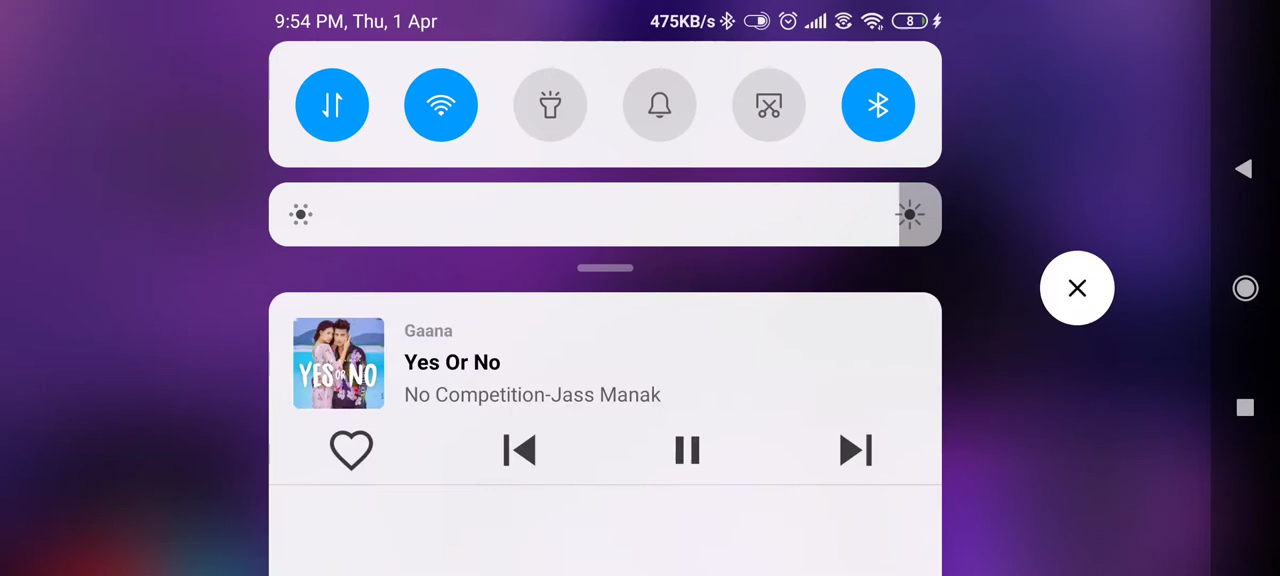 9:54 PM, Thu, 1 Apr
475KB/s
8
Gaana
YES OR NO
Yes Or No
No Competition-Jass Manak